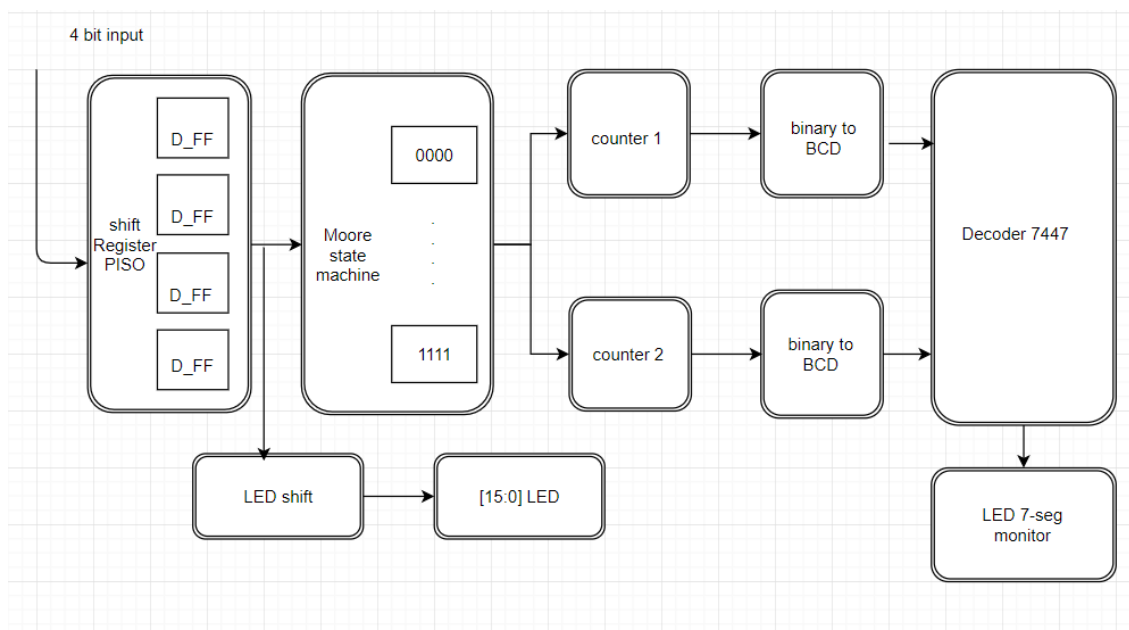 4 bit input
D_FF
D_FF
D_FF
D_FF
shift
Register
PISO
Moore
state
machine
0000
.
.
.
.
1111
counter 1
counter 2
binary to
BCD
binary to
BCD
Decoder 7447
LED shift
[15:0] LED
LED 7-seg
monitor